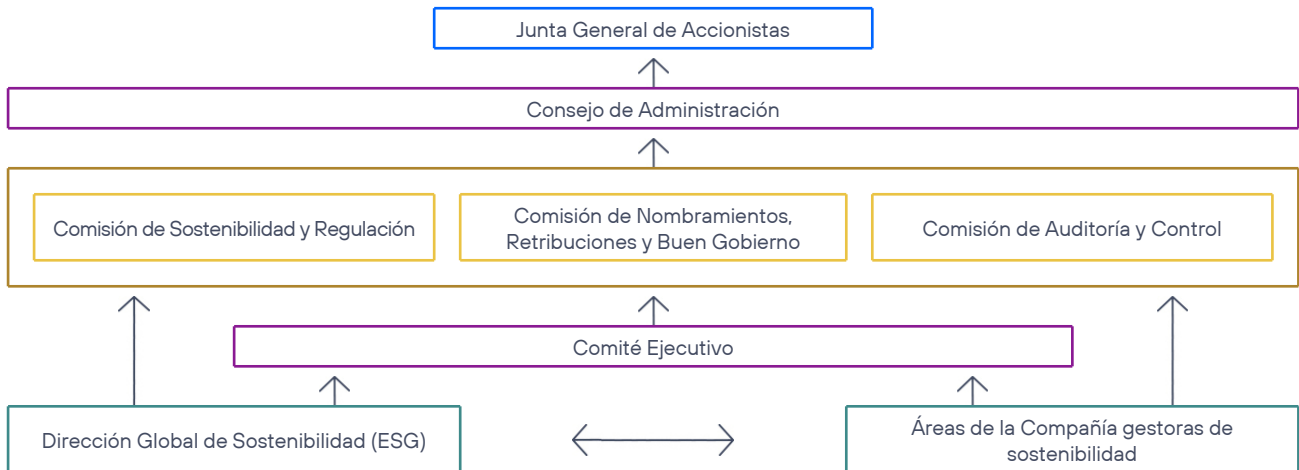 Junta General de Accionistas
Consejo de Administración
Comisión de Sostenibilidad y Regulación
Comisión de Nombramientos,
Retribuciones y Buen Gobierno
Comisión de Auditoría y Control
Comité Ejecutivo
Dirección Global de Sostenibilidad (ESG)
Áreas de la Compañía gestoras de
sostenibilidad